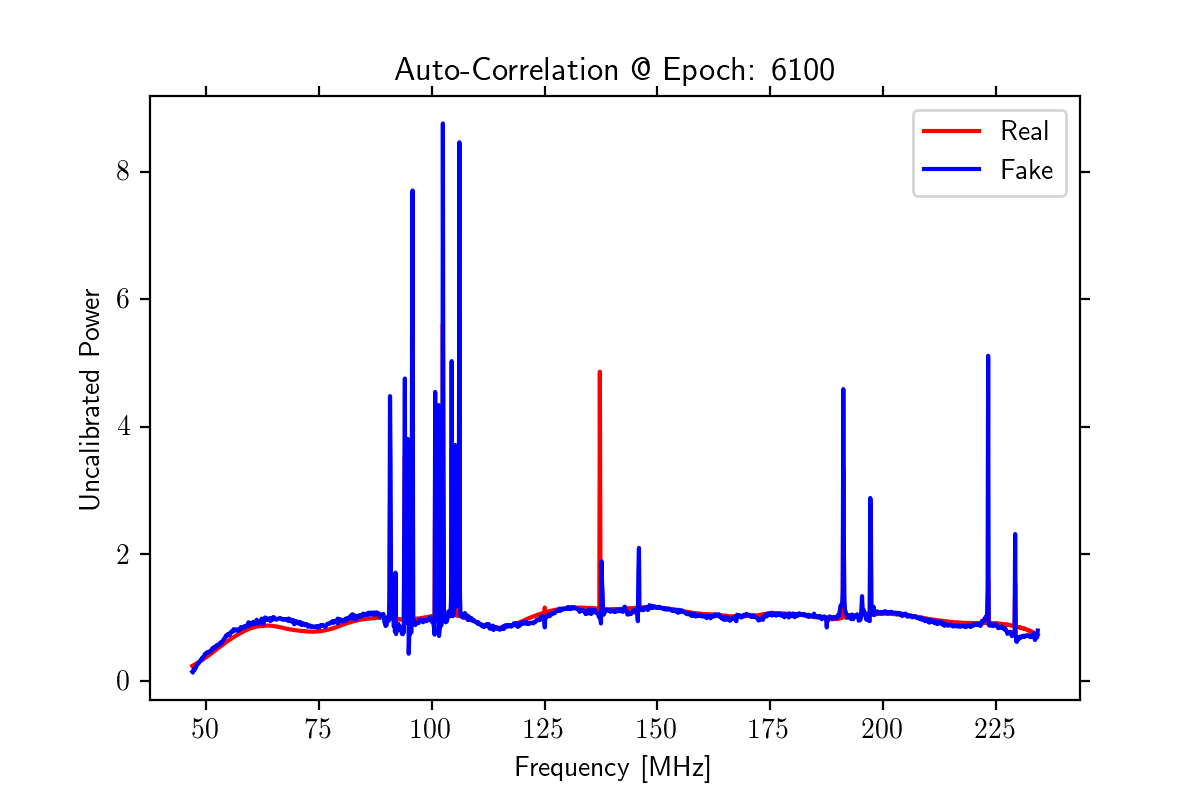 Auto-Correlation @ Epoch: 6100
Real
Fake
Uncalibrated Power
8
6
4
2
0
50 75 100 125 150 175 200 225
Frequency [MHz]